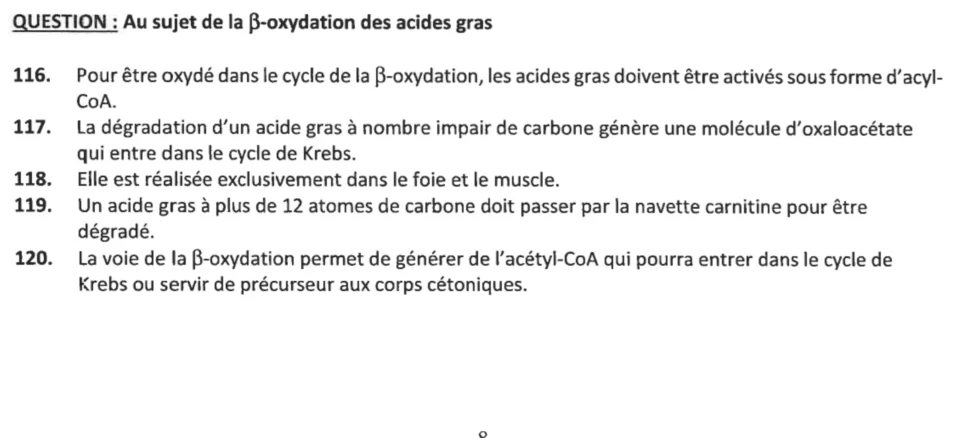 QUESTION : Au sujet de la β-oxydation des acides gras
116. Pour être oxydé dans le cycle de la β-oxydation, les acides gras doivent être activés sous forme d'acyl-
CoA.
117. La dégradation d'un acide gras à nombre impair de carbone génère une molécule d'oxaloacétate
qui entre dans le cycle de Krebs.
118. Elle est réalisée exclusivement dans le foie et le muscle.
119. Un acide gras à plus de 12 atomes de carbone doit passer par la navette carnitine pour être
dégradé.
120. La voie de la β-oxydation permet de générer de l'acétyl-CoA qui pourra entrer dans le cycle de
Krebs ou servir de précurseur aux corps cétoniques.